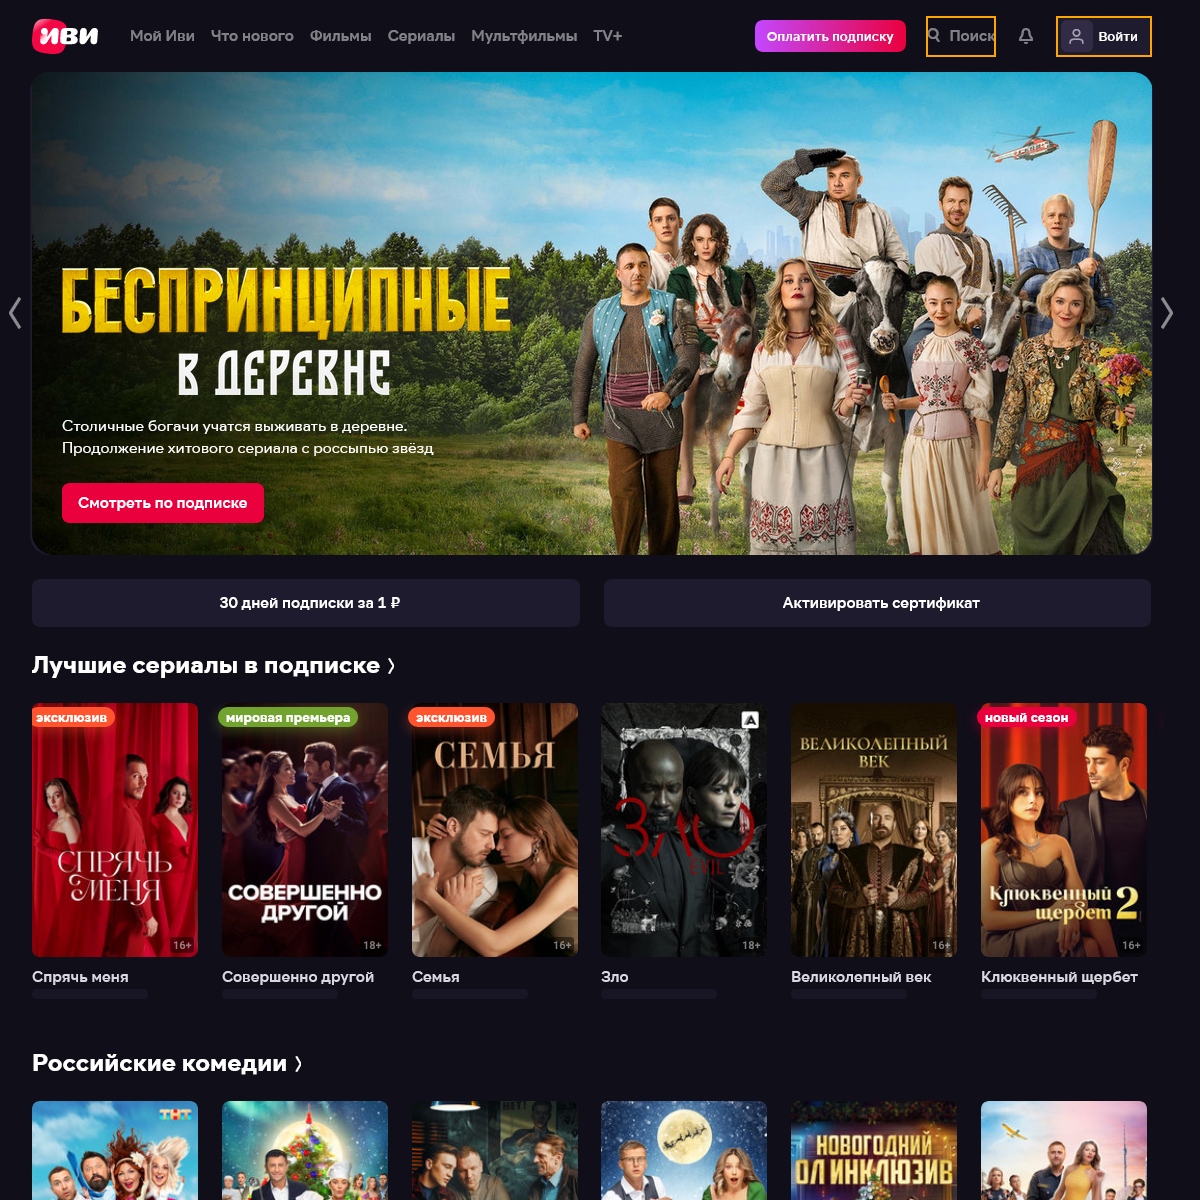 иви
Мой Иви Что нового Фильмы Сериалы Мультфильмы TV+ Оплатить подписку Поиск Войти
БЕСПРИНЦИПНЫЕ
В ДЕРЕВНЕ
Столичные богачи учатся выживать в деревне.
Продолжение хитового сериала с россыпью звёзд
Смотреть по подписке
30 дней подписки за 1 ₽
Активировать сертификат
Лучшие сериалы в подписке
эксклюзив
СПРЯЧЬ
МЕНЯ
16+
Спрячь меня
мировая премьера
СОВЕРШЕННО
ДРУГОЙ
18+
Совершенно другой
эксклюзив
СЕМЬЯ
16+
Семья
ЗЛО
EVIL
18+
Зло
ВЕЛИКОЛЕПНЫЙ
ВЕК
16+
Великолепный век
новый сезон
Клюквенный
щербет 2
16+
Клюквенный щербет
Российские комедии
ТНТ
НОВОГОДНИЙ
ОЛ ИНКЛЮЗИВ